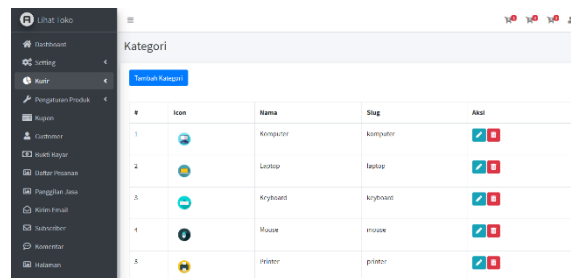 Lihat Toko
Dashboard
Setting
Kurir
Pengaturan Produk
Kupon
Customer
Bukti Bayar
Daftar Pesanan
Panggilan Jasa
Kirim Email
Subscriber
Komentar
Halaman
Kategori
Tambah Kategori
# Icon Nama Slug Aksi
1 Komputer komputer
2 Laptop laptop
3 Keyboard keyboard
4 Mouse mouse
5 Printer printer